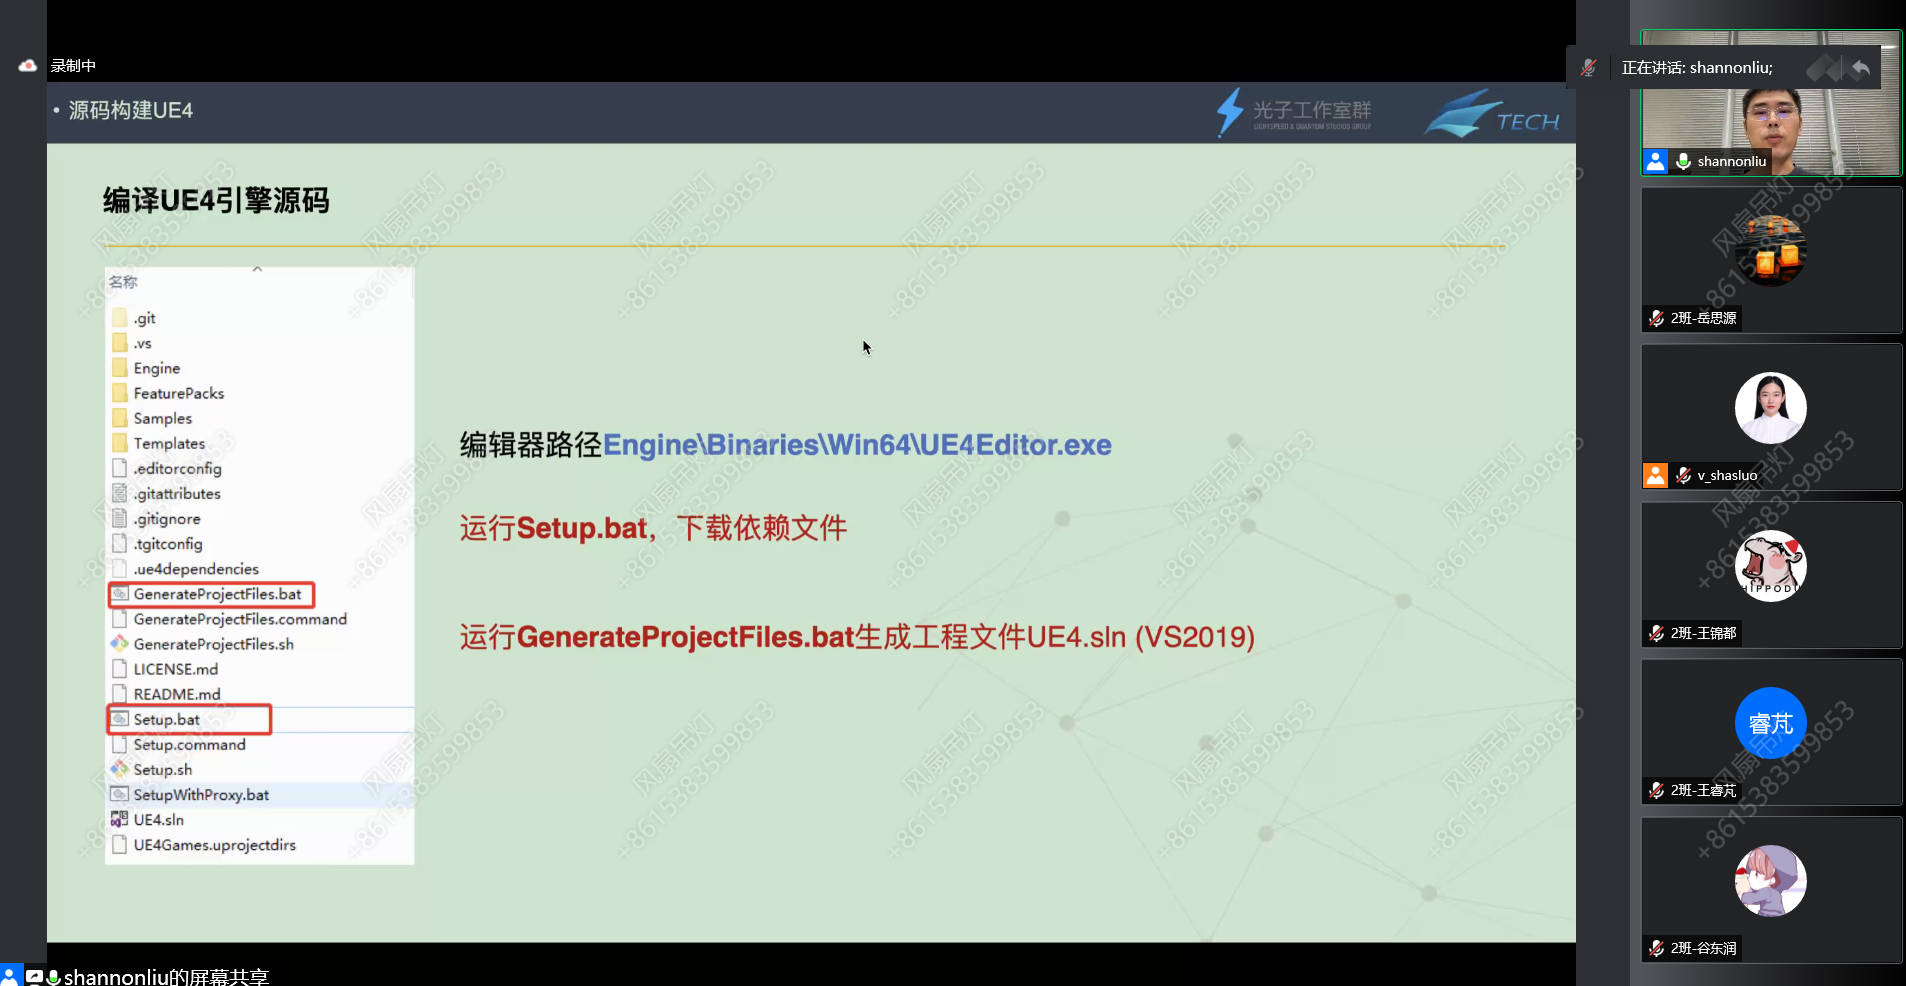 录制中
正在讲话: shannonliu;
• 源码构建UE4
光子工作室群
LIGHTSPEED & QUANTUM STUDIOS GROUP
TECH
编译UE4引擎源码
名称
.git
.vs
Engine
FeaturePacks
Samples
Templates
.editorconfig
.gitattributes
.gitignore
.tgitconfig
.ue4dependencies
GenerateProjectFiles.bat
GenerateProjectFiles.command
GenerateProjectFiles.sh
LICENSE.md
README.md
Setup.bat
Setup.command
Setup.sh
SetupWithProxy.bat
UE4.sln
UE4Games.uprojectdirs
编辑器路径Engine\Binaries\Win64\UE4Editor.exe
运行Setup.bat，下载依赖文件
运行GenerateProjectFiles.bat生成工程文件UE4.sln (VS2019)
风扇吊灯
+8615383599853
shannonliu
2班-岳思源
v_shasluo
HIPPODU
2班-王锦都
睿芃
2班-王睿芃
2班-谷东润
shannonliu的屏幕共享